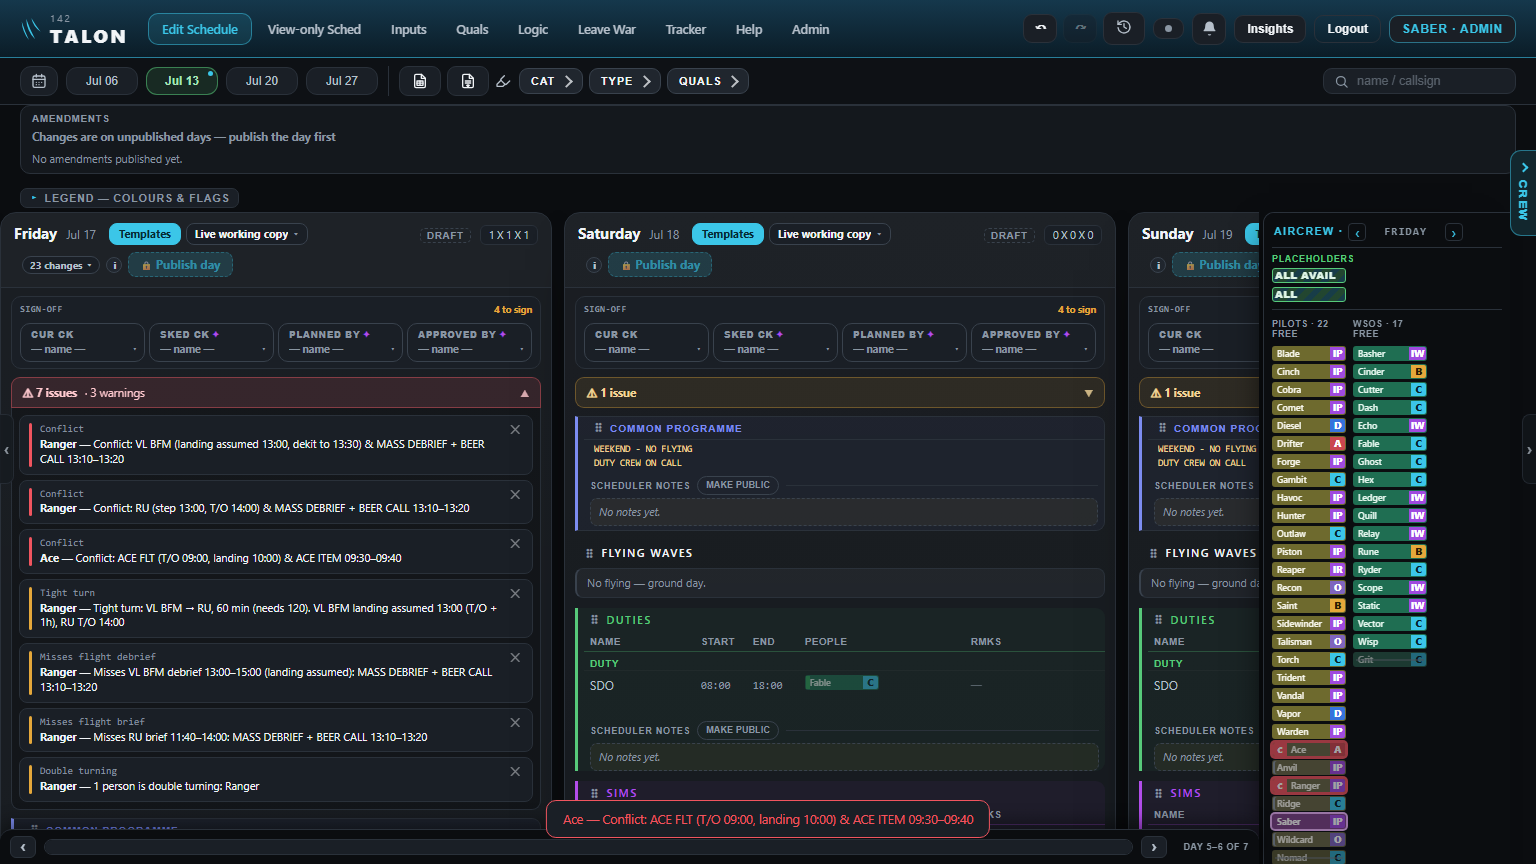 142
TALON
Edit Schedule
View-only Sched
Inputs
Quals
Logic
Leave War
Tracker
Help
Admin
Insights
Logout
SABER · ADMIN
Jul 06
Jul 13
Jul 20
Jul 27
CAT
TYPE
QUALS
name / callsign
AMENDMENTS
Changes are on unpublished days — publish the day first
No amendments published yet.
LEGEND — COLOURS & FLAGS
CREW
Friday Jul 17
Templates
Live working copy
DRAFT
1X1X1
23 changes
i
Publish day
SIGN-OFF
4 to sign
CUR CK
— name —
SKED CK
— name —
PLANNED BY
— name —
APPROVED BY
— name —
7 issues · 3 warnings
Conflict
Ranger — Conflict: VL BFM (landing assumed 13:00, dekit to 13:30) & MASS DEBRIEF + BEER
CALL 13:10–13:20
Conflict
Ranger — Conflict: RU (step 13:00, T/O 14:00) & MASS DEBRIEF + BEER CALL 13:10–13:20
Conflict
Ace — Conflict: ACE FLT (T/O 09:00, landing 10:00) & ACE ITEM 09:30–09:40
Tight turn
Ranger — Tight turn: VL BFM → RU, 60 min (needs 120). VL BFM landing assumed 13:00 (T/O +
1h), RU T/O 14:00
Misses flight debrief
Ranger — Misses VL BFM debrief 13:00–15:00 (landing assumed): MASS DEBRIEF + BEER CALL
13:10–13:20
Misses flight brief
Ranger — Misses RU brief 11:40–14:00: MASS DEBRIEF + BEER CALL 13:10–13:20
Double turning
Ranger — 1 person is double turning: Ranger
COMMON PROGRAMME
Saturday Jul 18
Templates
Live working copy
DRAFT
0X0X0
i
Publish day
SIGN-OFF
4 to sign
CUR CK
— name —
SKED CK
— name —
PLANNED BY
— name —
APPROVED BY
— name —
1 issue
COMMON PROGRAMME
WEEKEND - NO FLYING
DUTY CREW ON CALL
SCHEDULER NOTES
MAKE PUBLIC
No notes yet.
FLYING WAVES
No flying — ground day.
DUTIES
NAME START END PEOPLE RMKS
DUTY
SDO 08:00 18:00 Fable C —
SCHEDULER NOTES
MAKE PUBLIC
No notes yet.
SIMS
Sunday Jul 19
i
Publish day
SIGN-OFF
CUR CK
— name —
1 issue
COMMON PROG
WEEKEND - NO FLYING
DUTY CREW ON CALL
SCHEDULER NOTES
No notes yet.
FLYING WAVES
No flying — ground da
DUTIES
NAME
DUTY
SDO
SCHEDULER NOTES
No notes yet.
SIMS
NAME
AIRCREW ·
FRIDAY
PLACEHOLDERS
ALL AVAIL
ALL
PILOTS · 22
FREE
WSOS · 17
FREE
Blade IP
Cinch IP
Cobra IP
Comet IP
Diesel D
Drifter A
Forge IP
Gambit C
Havoc IP
Hunter IP
Outlaw C
Piston IP
Reaper IR
Recon O
Saint B
Sidewinder IP
Talisman O
Torch C
Trident IP
Vandal IP
Vapor D
Warden IP
C Ace A
Anvil IP
C Ranger IP
Ridge C
Saber IP
Wildcard O
Nomad C
Basher IW
Cinder B
Cutter C
Dash C
Echo IW
Fable C
Ghost C
Hex C
Ledger IW
Quill IW
Relay IW
Rune B
Ryder C
Scope IW
Static IW
Vector C
Wisp C
Grit C
Ace — Conflict: ACE FLT (T/O 09:00, landing 10:00) & ACE ITEM 09:30–09:40
DAY 5–6 OF 7